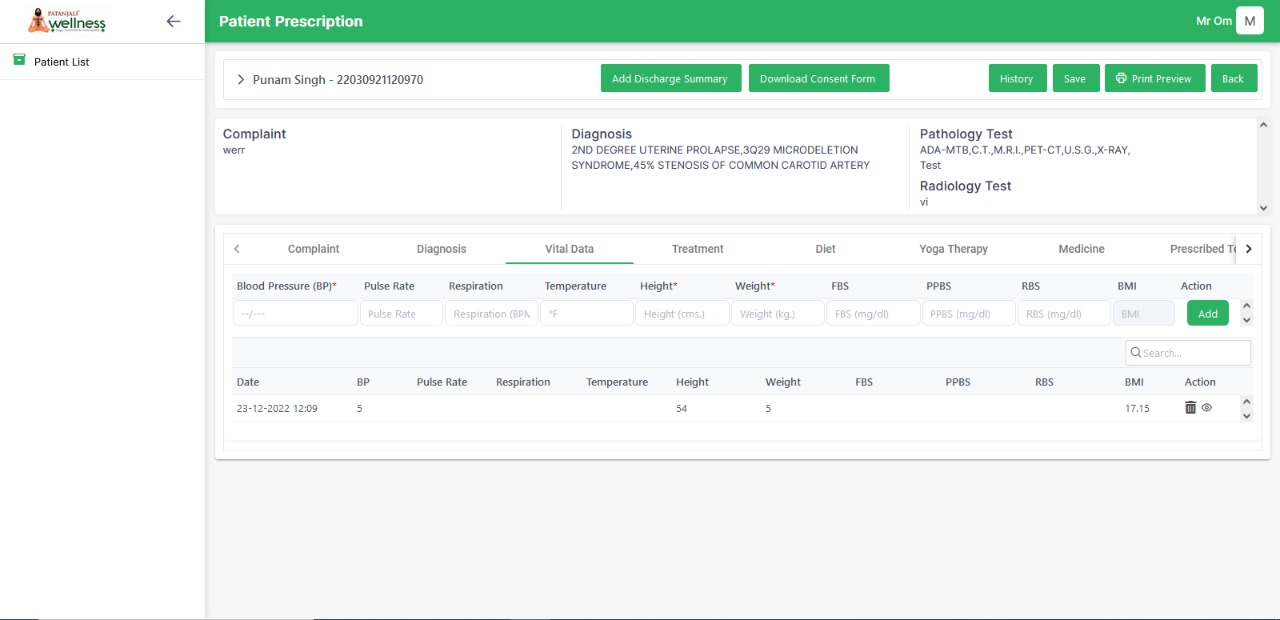 PATANJALI
wellness
Patient Prescription
Mr Om M
Patient List
Punam Singh - 22030921120970
Add Discharge Summary
Download Consent Form
History
Save
Print Preview
Back
Complaint
werr
Diagnosis
2ND DEGREE UTERINE PROLAPSE,3Q29 MICRODELETION
SYNDROME,45% STENOSIS OF COMMON CAROTID ARTERY
Pathology Test
ADA-MTB,C.T.,M.R.I.,PET-CT,U.S.G.,X-RAY,
Test
Radiology Test
vi
Complaint Diagnosis Vital Data Treatment Diet Yoga Therapy Medicine Prescribed Te
Blood Pressure (BP)* Pulse Rate Respiration Temperature Height* Weight* FBS PPBS RBS BMI Action
--/--- Pulse Rate Respiration (BPM °F Height (cms.) Weight (kg.) FBS (mg/dl) PPBS (mg/dl) RBS (mg/dl) BMI Add
Search...
Date BP Pulse Rate Respiration Temperature Height Weight FBS PPBS RBS BMI Action
23-12-2022 12:09 5 54 5 17.15